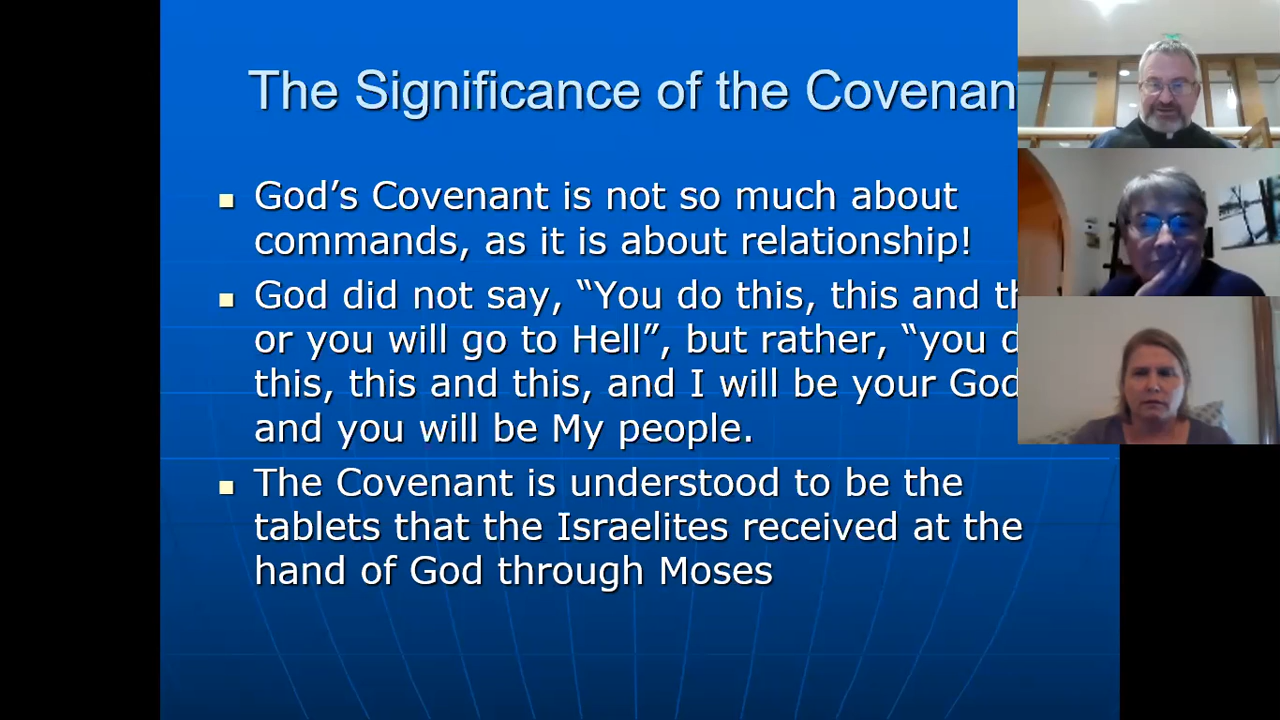 The Significance of the Covenan
God’s Covenant is not so much about
commands, as it is about relationship!
God did not say, “You do this, this and th
or you will go to Hell”, but rather, “you d
this, this and this, and I will be your God
and you will be My people.
The Covenant is understood to be the
tablets that the Israelites received at the
hand of God through Moses